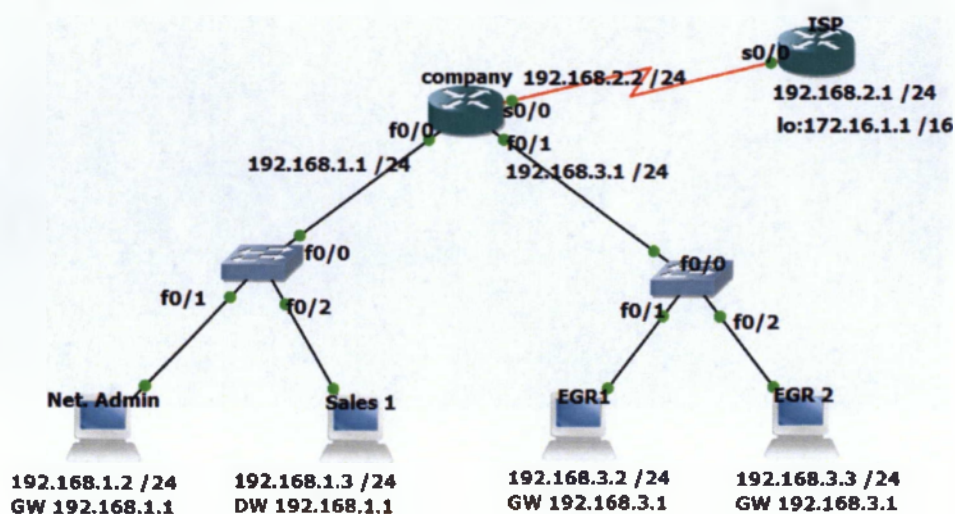 ISP
s0/0
company 192.168.2.2 /24
192.168.2.1 /24
s0/0
lo:172.16.1.1 /16
f0/0
f0/1
192.168.1.1 /24
192.168.3.1 /24
f0/0
f0/0
f0/1
f0/2
f0/1
f0/2
Net. Admin
Sales 1
EGR1
EGR 2
192.168.1.2 /24
GW 192.168.1.1
192.168.1.3 /24
DW 192.168.1.1
192.168.3.2 /24
GW 192.168.3.1
192.168.3.3 /24
GW 192.168.3.1